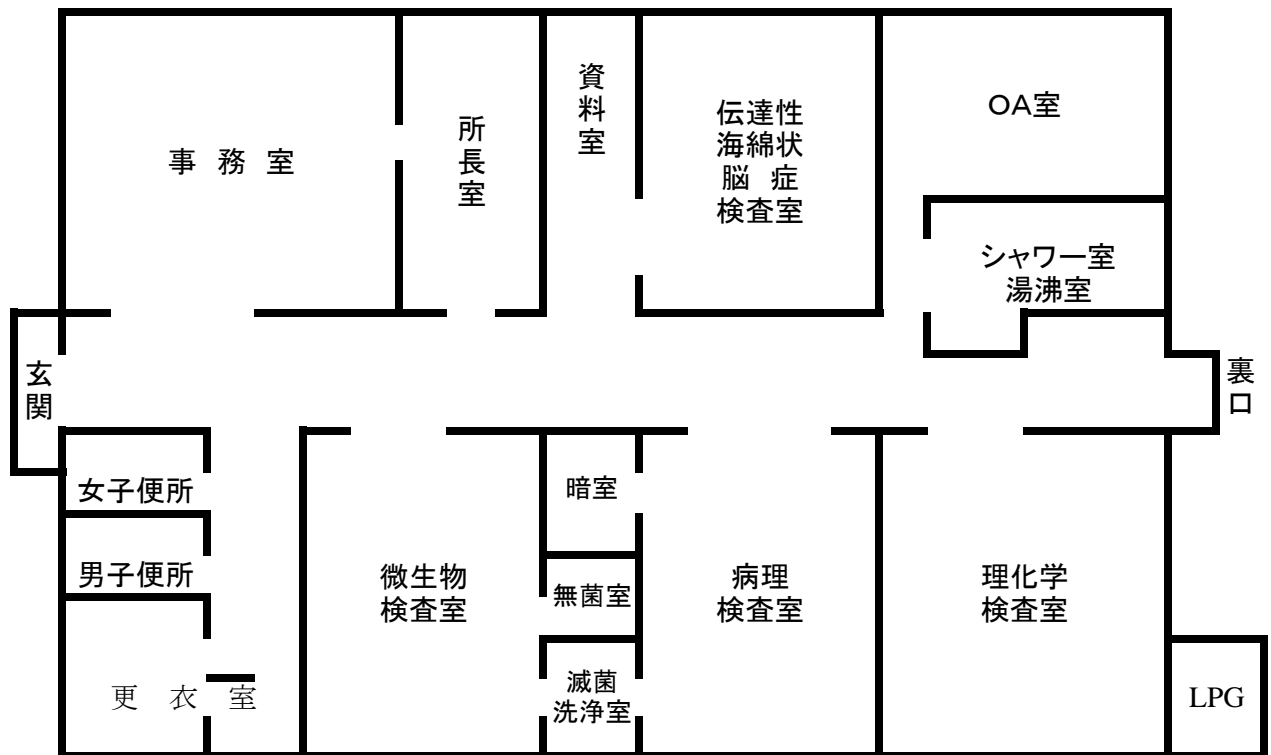 事 務 室
所長室
資料室
伝達性
海綿状
脳 症
検査室
OA室
シャワー室
湯沸室
玄関
裏口
女子便所
男子便所
更 衣 室
微生物
検査室
暗室
無菌室
滅菌
洗浄室
病理
検査室
理化学
検査室
LPG